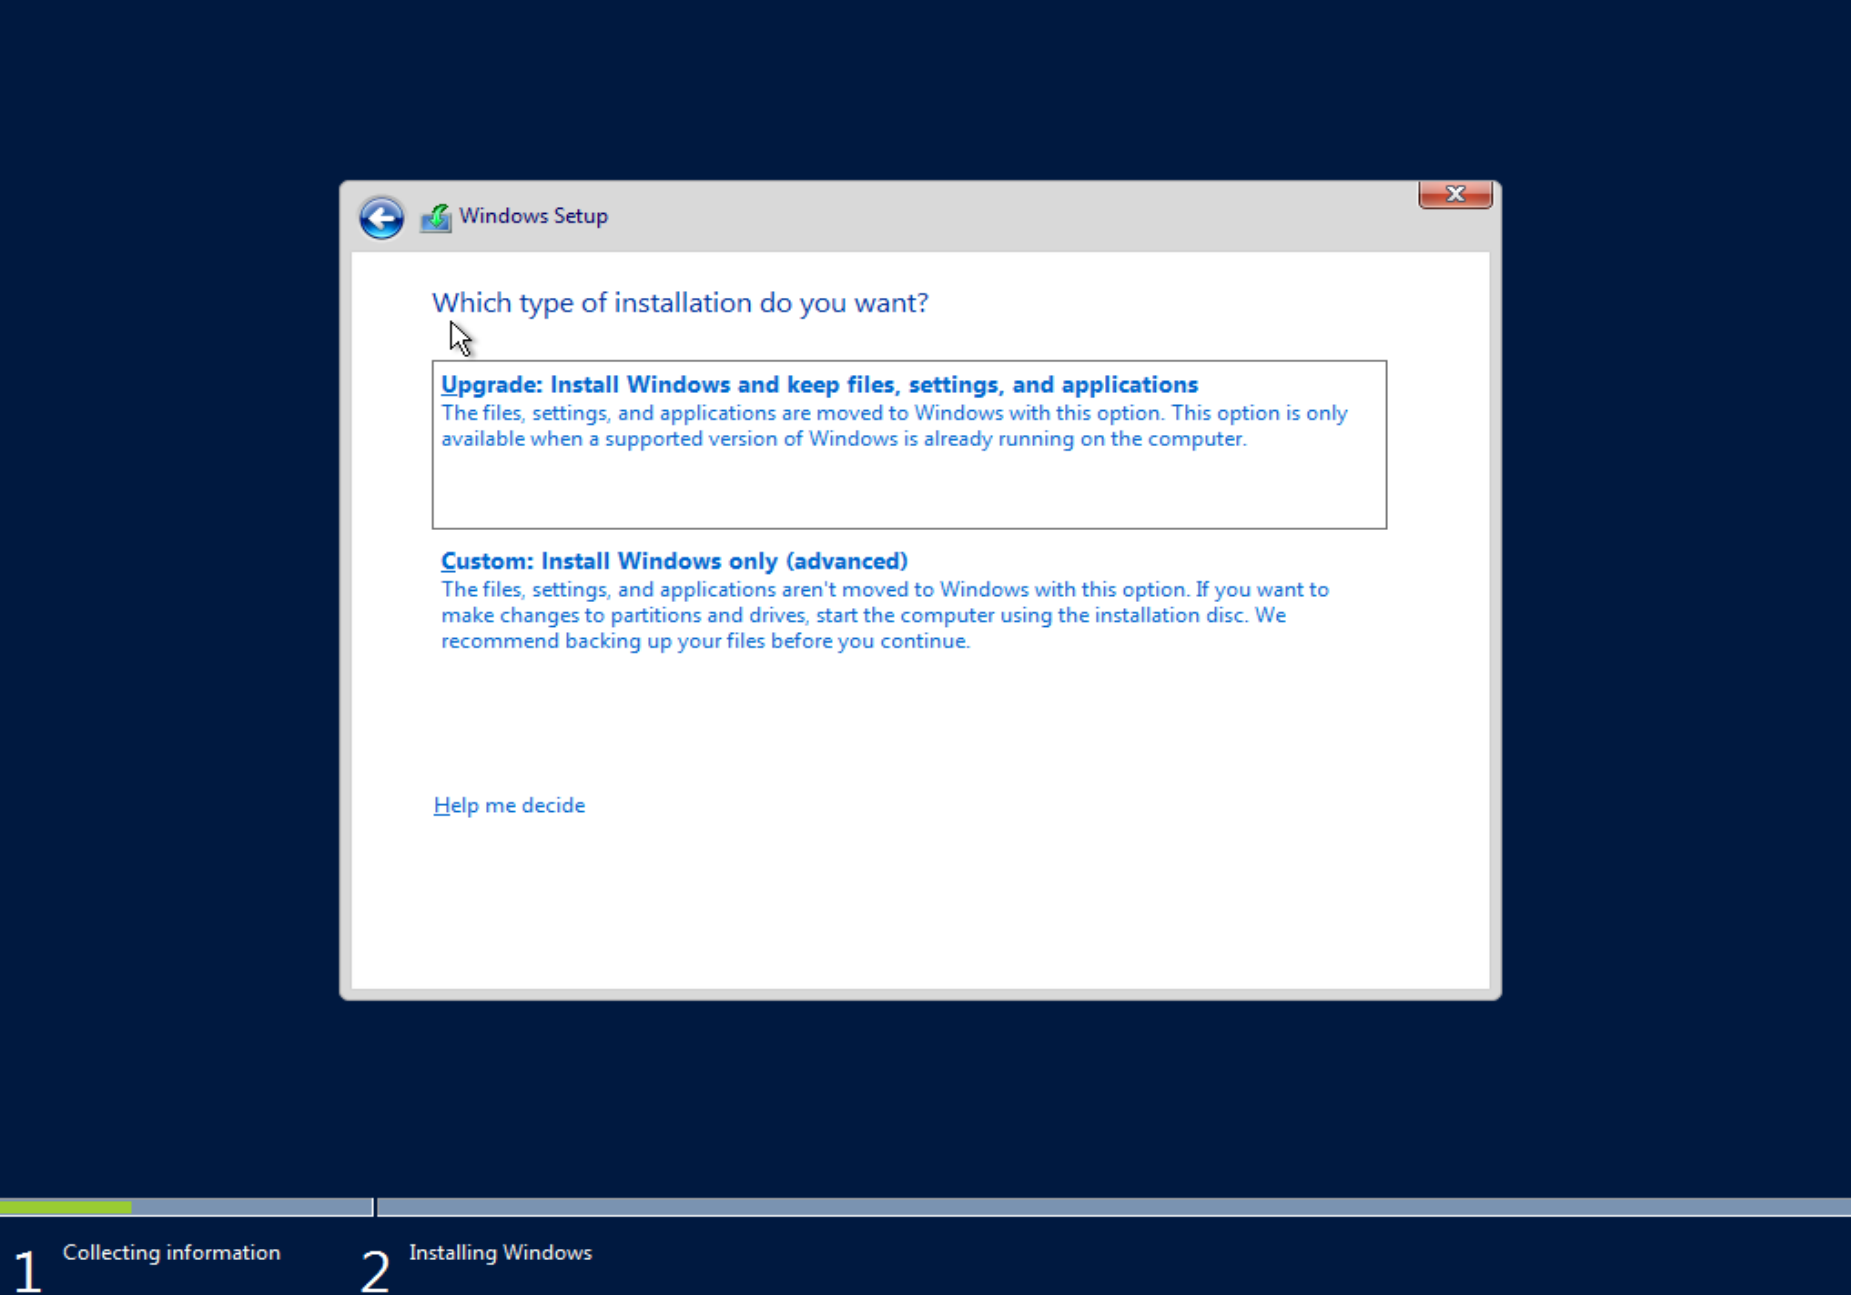 Windows Setup
Which type of installation do you want?
Upgrade: Install Windows and keep files, settings, and applications
The files, settings, and applications are moved to Windows with this option. This option is only
available when a supported version of Windows is already running on the computer.
Custom: Install Windows only (advanced)
The files, settings, and applications aren't moved to Windows with this option. If you want to
make changes to partitions and drives, start the computer using the installation disc. We
recommend backing up your files before you continue.
Help me decide
1 Collecting information
2 Installing Windows